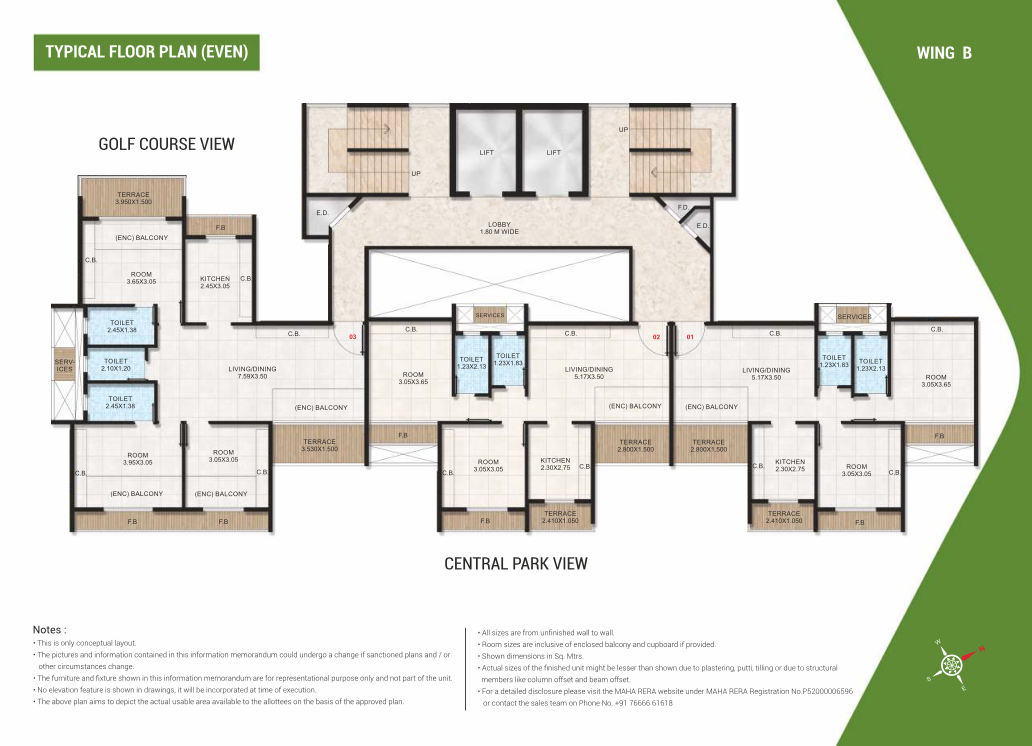 TYPICAL FLOOR PLAN (EVEN)
WING B
GOLF COURSE VIEW
UP
LIFT
LIFT
UP
TERRACE
3.950X1.500
E.D.
F.D.
E.D.
LOBBY
1.80 M WIDE
F.B
(ENC) BALCONY
C.B.
ROOM
3.65X3.05
KITCHEN
2.45X3.05
C.B.
TOILET
2.45X1.38
SERV-
ICES
TOILET
2.10X1.20
TOILET
2.45X1.38
C.B.
03
LIVING/DINING
7.59X3.50
(ENC) BALCONY
TERRACE
3.530X1.500
ROOM
3.95X3.05
C.B.
(ENC) BALCONY
F.B
ROOM
3.05X3.05
C.B.
(ENC) BALCONY
F.B
C.B.
ROOM
3.05X3.65
F.B
SERVICES
TOILET
1.23X2.13
TOILET
1.23X1.83
C.B.
02
LIVING/DINING
5.17X3.50
(ENC) BALCONY
TERRACE
2.800X1.500
ROOM
3.05X3.05
C.B.
F.B
KITCHEN
2.30X2.75
C.B.
TERRACE
2.410X1.050
01
C.B.
LIVING/DINING
5.17X3.50
(ENC) BALCONY
TERRACE
2.800X1.500
SERVICES
TOILET
1.23X1.83
TOILET
1.23X2.13
C.B.
ROOM
3.05X3.65
F.B
C.B.
KITCHEN
2.30X2.75
TERRACE
2.410X1.050
ROOM
3.05X3.05
C.B.
F.B
CENTRAL PARK VIEW
Notes :
• This is only conceptual layout.
• The pictures and information contained in this information memorandum could undergo a change if sanctioned plans and / or
other circumstances change.
• The furniture and fixture shown in this information memorandum are for representational purpose only and not part of the unit.
• No elevation feature is shown in drawings, it will be incorporated at time of execution.
• The above plan aims to depict the actual usable area available to the allottees on the basis of the approved plan.
• All sizes are from unfinished wall to wall.
• Room sizes are inclusive of enclosed balcony and cupboard if provided.
• Shown dimensions in Sq. Mtrs.
• Actual sizes of the finished unit might be lesser than shown due to plastering, putti, tilling or due to structural
members like column offset and beam offset.
• For a detailed disclosure please visit the MAHA RERA website under MAHA RERA Registration No.P52000006596
or contact the sales team on Phone No. +91 76666 61618
W
N
S
E